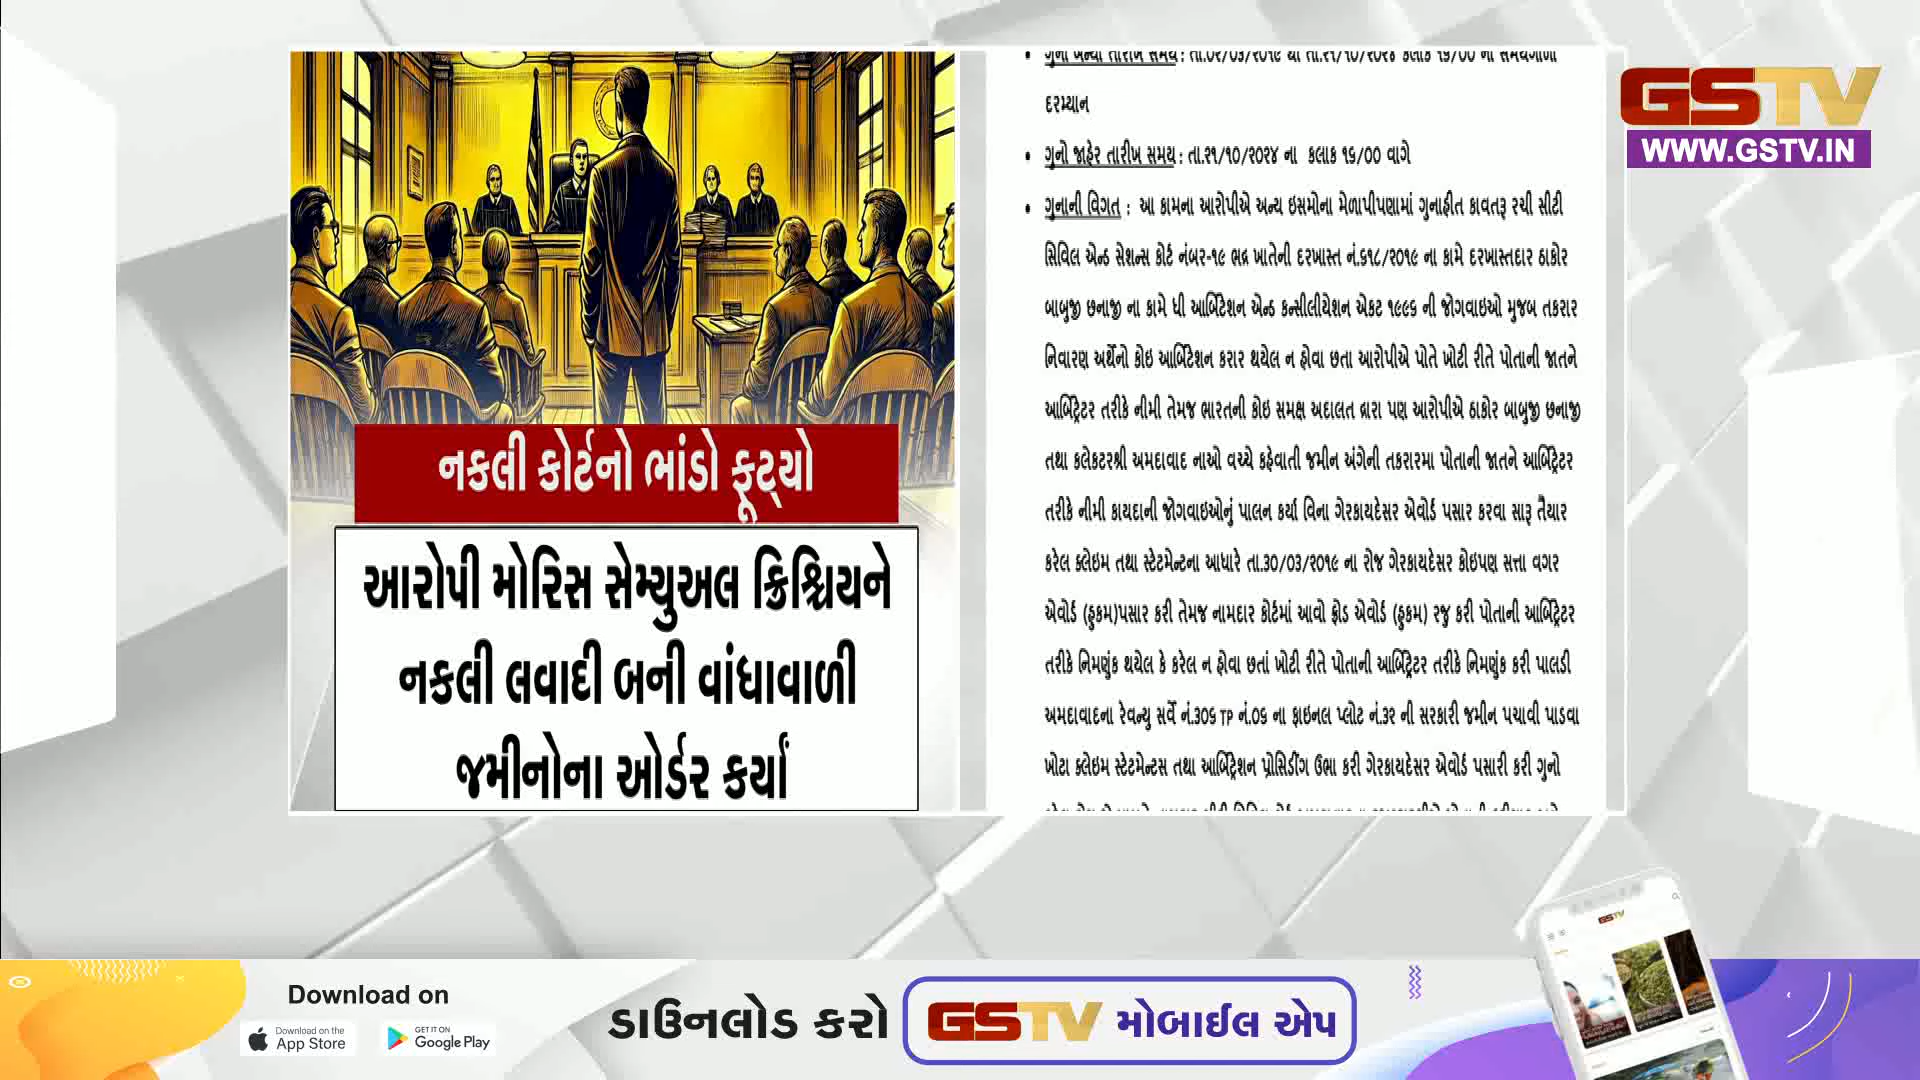 નકલી કોર્ટનો ભાંડો ફૂટ્યો
આરોપી મોરિસ સેમ્યુઅલ ક્રિશ્ચિયને
નકલી લવાદી બની વાંધાવાળી
જમીનોના ઓર્ડર કર્યાં
દરમ્યાન
• ગુનો જાહેર તારીખ સમય : તા.૨૧/૧૦/૨૦૨૪ ના કલાક ૧૬/00 વાગે
• ગુનાની વિગત : આ કામના આરોપીએ અન્ય ઇસમોના મેળાપીપણામાં ગુનાહીત કાવતરૂ રચી સીટી
સિવિલ એન્ડ સેશન્સ કોર્ટ નંબર-૧૯ ભદ્ર ખાતેની દરખાસ્ત નં.૬૧૮/૨૦૧૯ ના કામે દરખાસ્તદાર ઠાકોર
બાબુજી છનાજી ના કામે ધી આર્બિટેશન એન્ડ કન્સીલીયેશન એકટ ૧૯૯૬ ની જોગવાઇઓ મુજબ તકરાર
નિવારણ અર્થેનો કોઇ આર્બિટેશન કરાર થયેલ ન હોવા છતા આરોપીએ પોતે ખોટી રીતે પોતાની જાતને
આર્બિટ્રેટર તરીકે નીમી તેમજ ભારતની કોઇ સમક્ષ અદાલત દ્રારા પણ આરોપીએ ઠાકોર બાબુજી છનાજી
તથા કલેકટરશ્રી અમદાવાદ નાઓ વચ્ચે કહેવાતી જમીન અંગેની તકરારમા પોતાની જાતને આર્બિટ્રેટર
તરીકે નીમી કાયદાની જોગવાઇઓનું પાલન કર્યા વિના ગેરકાયદેસર એવોર્ડ પસાર કરવા સારૂ તૈયાર
કરેલ ક્લેઇમ તથા સ્ટેટમેન્ટના આધારે તા.30/03/૨૦૧૯ ના રોજ ગેરકાયદેસર કોઇપણ સત્તા વગર
એવોર્ડ (હુકમ)પસાર કરી તેમજ નામદાર કોર્ટમાં આવો ફ્રોડ એવોર્ડ (હુકમ) રજુ કરી પોતાની આર્બિટ્રેટર
તરીકે નિમણુંક થયેલ કે કરેલ ન હોવા છતાં ખોટી રીતે પોતાની આર્બિટ્રેટર તરીકે નિમણુંક કરી પાલડી
અમદાવાદના રેવન્યુ સર્વે નં.30૬ TP નં.0૬ ના ફાઇનલ પ્લોટ નં.3૨ ની સરકારી જમીન પચાવી પાડવા
ખોટા ક્લેઇમ સ્ટેટમેન્ટસ તથા આર્બિટ્રેશન પ્રોસિડીંગ ઉભા કરી ગેરકાયદેસર એવોર્ડ પસારી કરી ગુનો
GSTV
WWW.GSTV.IN
Download on
Download on the
App Store
GET IT ON
Google Play
ડાઉનલોડ કરો
GSTV મોબાઈલ એપ
GSTV